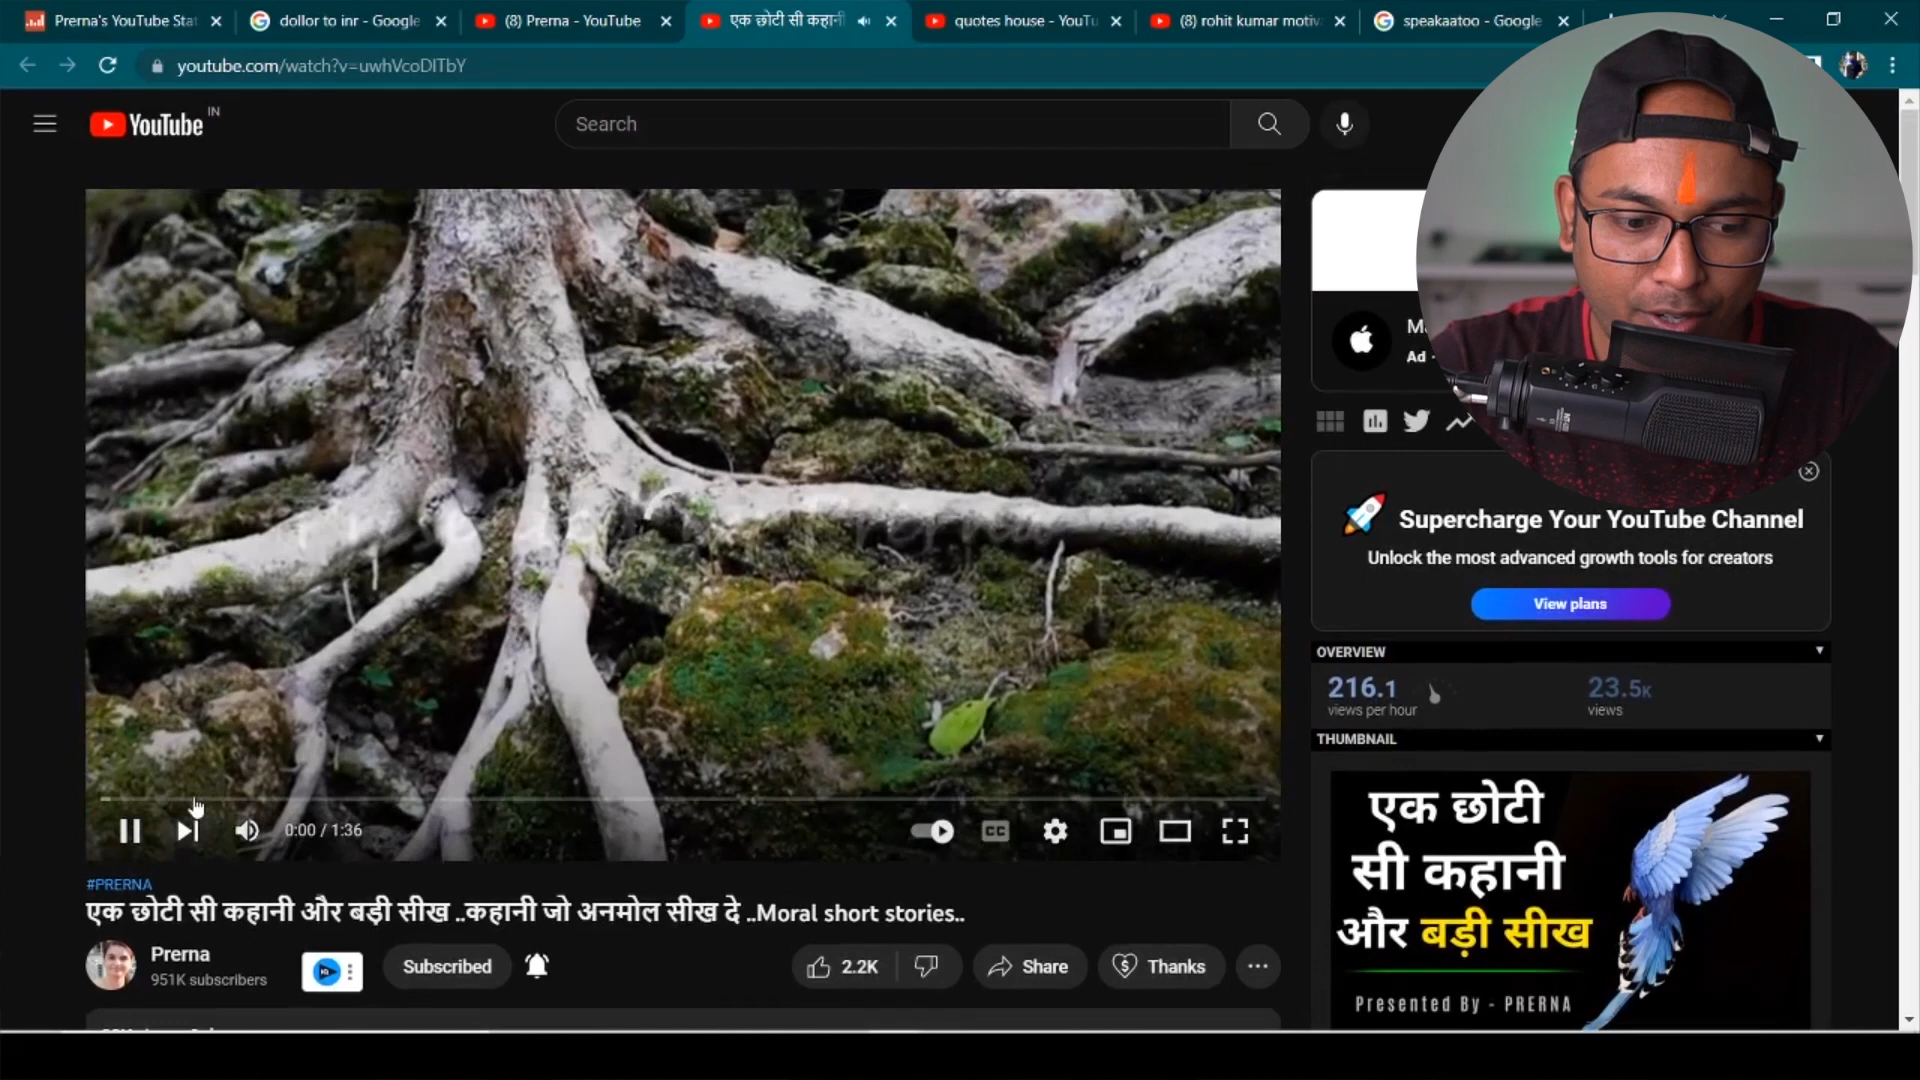 Prerna's YouTube Stat
dollor to inr - Google
(8) Prerna - YouTube
एक छोटी सी कहानी
quotes house - YouTu
(8) rohit kumar motiv
speakaatoo - Google
youtube.com/watch?v=uwhVcoDlTbY
YouTube IN
Search
Ad
Supercharge Your YouTube Channel
Unlock the most advanced growth tools for creators
View plans
OVERVIEW
216.1
23.5K
views per hour
views
THUMBNAIL
एक छोटी
सी कहानी
और बड़ी सीख
Presented By - PRERNA
0:00 / 1:36
CC
#PRERNA
एक छोटी सी कहानी और बड़ी सीख ..कहानी जो अनमोल सीख दे ..Moral short stories..
Prerna
951K subscribers
Subscribed
2.2K
Share
Thanks